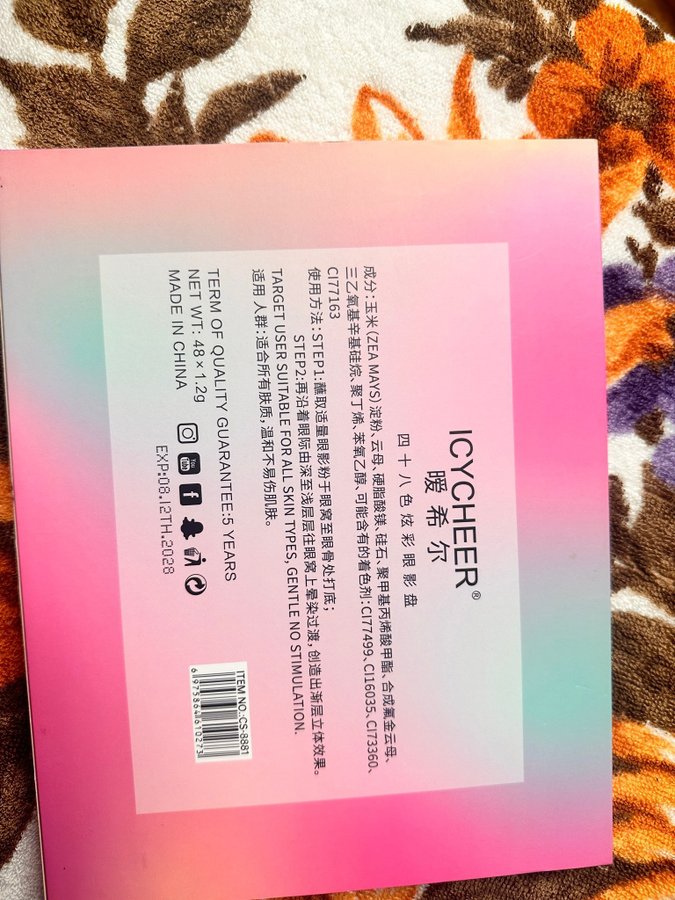 ICYCHEER®
暧希尔
四十八色炫彩眼影盘
成分:玉米(ZEA MAYS)淀粉、云母、硬脂酸镁、硅石、聚甲基丙烯酸甲酯、合成氟金云母、
三乙氧基辛基硅烷、聚丁烯、苯氧乙醇、可能含有的着色剂:CI77499、CI16035、CI73360、
CI77163
使用方法:STEP1:蘸取适量眼影粉于眼窝至眼骨处打底;
STEP2:再沿着眼际由深至浅层层往眼窝上晕染过渡,创造出渐层立体效果。
TARGET USER SUITABLE FOR ALL SKIN TYPES, GENTLE NO STIMULATION.
适用 人群:适合所有肤质,温和不易伤肌肤。
TERM OF QUALITY GUARANTEE:5 YEARS
NET WT: 48×1.2g
MADE IN CHINA
EXP:08.12TH.2028
ITEM NO.:CS-8881
6975864610273